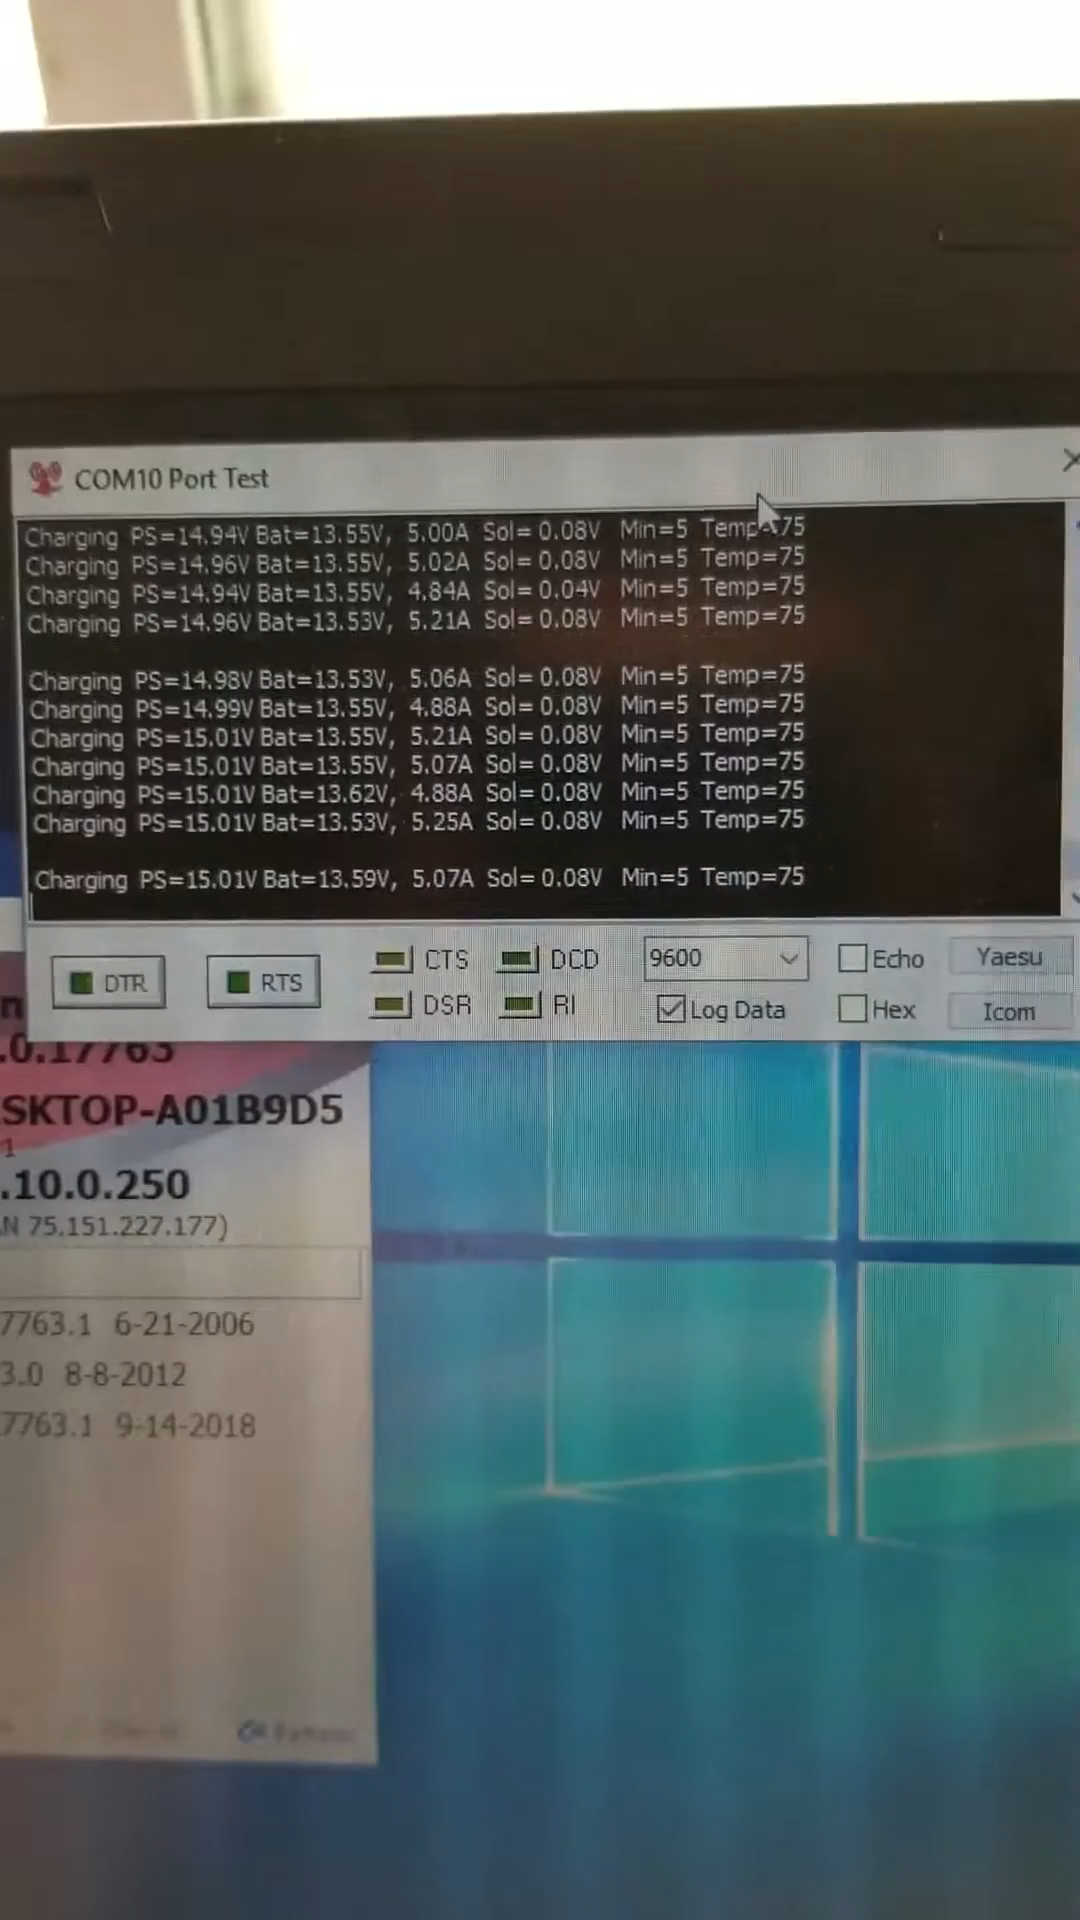 COM10 Port Test
Charging PS=14.94V Bat=13.55V, 5.00A Sol= 0.08V Min=5 Temp=75
Charging PS=14.96V Bat=13.55V, 5.02A Sol= 0.08V Min=5 Temp=75
Charging PS=14.94V Bat=13.55V, 4.84A Sol= 0.04V Min=5 Temp=75
Charging PS=14.96V Bat=13.53V, 5.21A Sol= 0.08V Min=5 Temp=75
Charging PS=14.98V Bat=13.53V, 5.06A Sol= 0.08V Min=5 Temp=75
Charging PS=14.99V Bat=13.55V, 4.88A Sol= 0.08V Min=5 Temp=75
Charging PS=15.01V Bat=13.55V, 5.21A Sol= 0.08V Min=5 Temp=75
Charging PS=15.01V Bat=13.55V, 5.07A Sol= 0.08V Min=5 Temp=75
Charging PS=15.01V Bat=13.62V, 4.88A Sol= 0.08V Min=5 Temp=75
Charging PS=15.01V Bat=13.53V, 5.25A Sol= 0.08V Min=5 Temp=75
Charging PS=15.01V Bat=13.59V, 5.07A Sol= 0.08V Min=5 Temp=75
DTR RTS CTS DCD 9600 Echo Yaesu
DSR RI Log Data Hex Icom
n
.0.17763
SKTOP-A01B9D5
1
.10.0.250
N 75.151.227.177)
7763.1 6-21-2006
3.0 8-8-2012
7763.1 9-14-2018